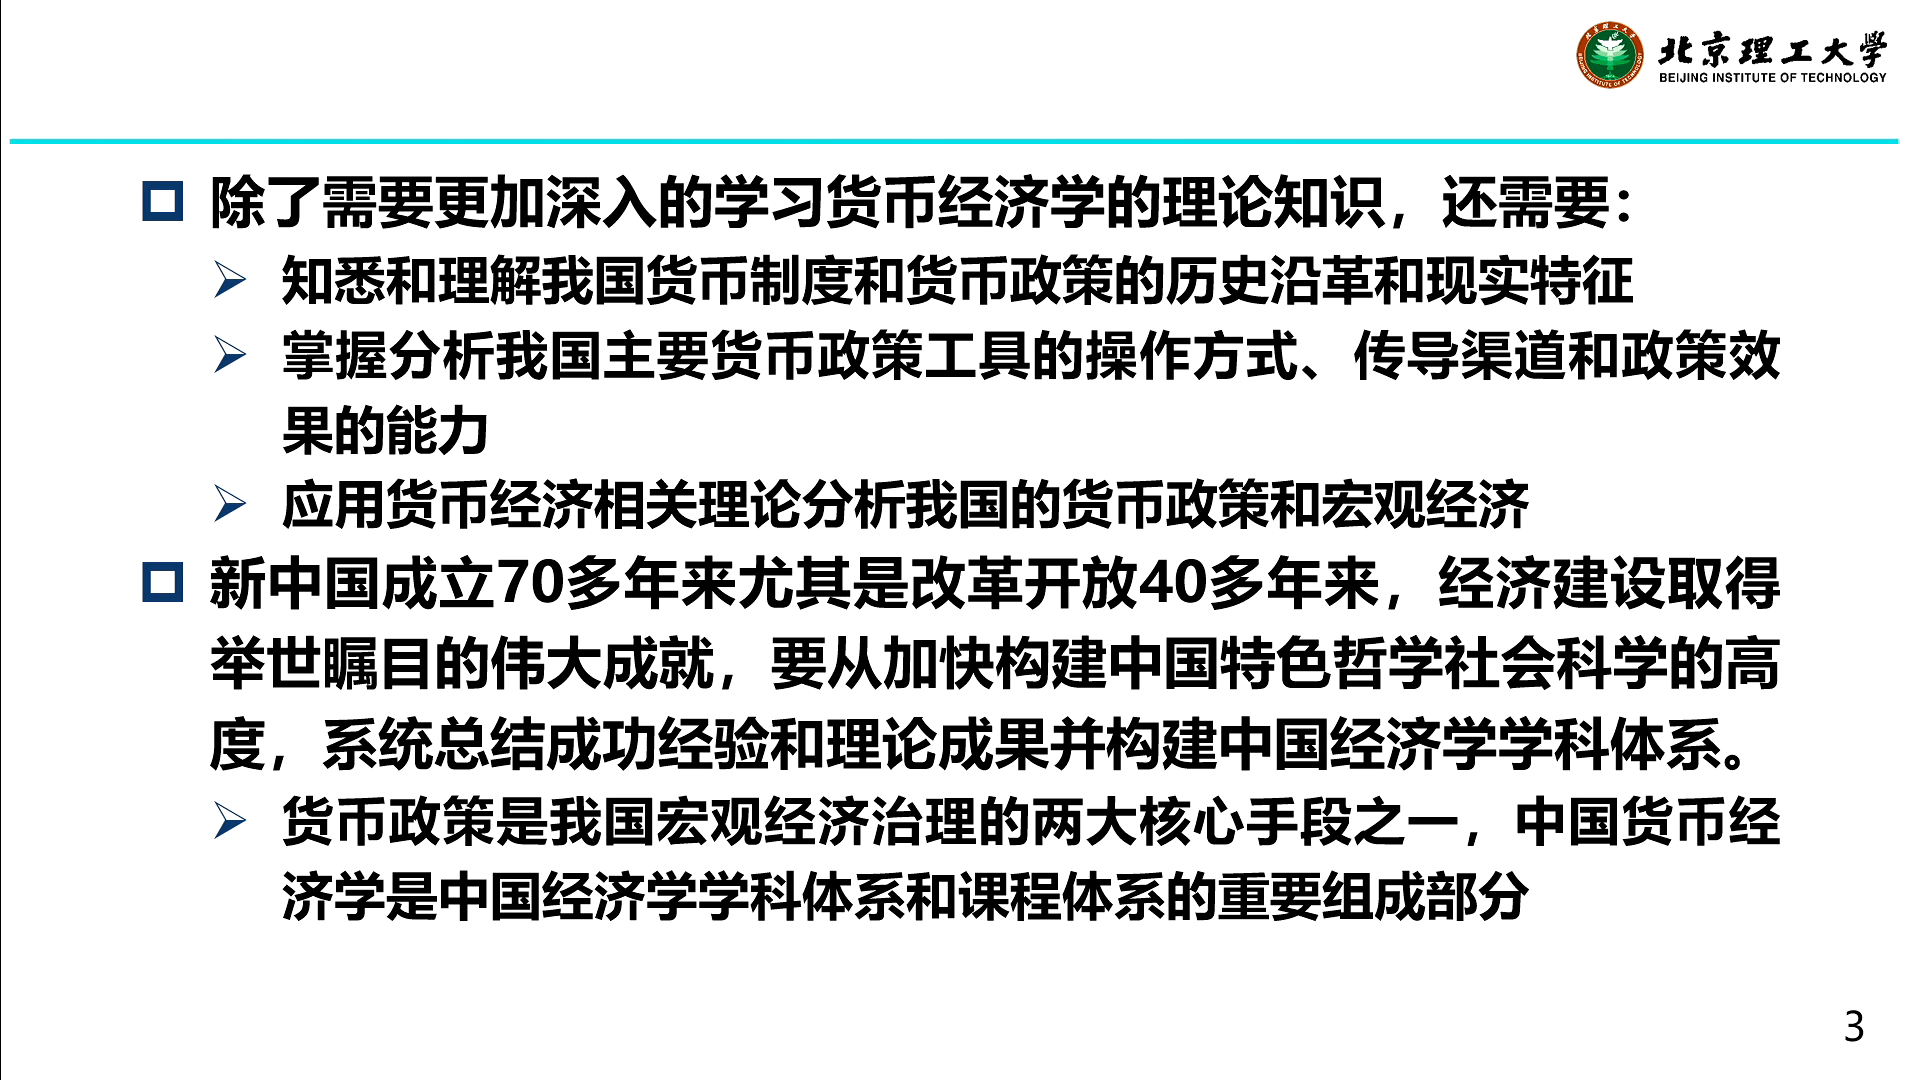 北京理工大学
BEIJING INSTITUTE OF TECHNOLOGY
除了需要更加深入的学习货币经济学的理论知识，还需要：
知悉和理解我国货币制度和货币政策的历史沿革和现实特征
掌握分析我国主要货币政策工具的操作方式、传导渠道和政策效
果的能力
应用货币经济相关理论分析我国的货币政策和宏观经济
新中国成立70多年来尤其是改革开放40多年来，经济建设取得
举世瞩目的伟大成就，要从加快构建中国特色哲学社会科学的高
度，系统总结成功经验和理论成果并构建中国经济学学科体系。
货币政策是我国宏观经济治理的两大核心手段之一，中国货币经
济学是中国经济学学科体系和课程体系的重要组成部分
3